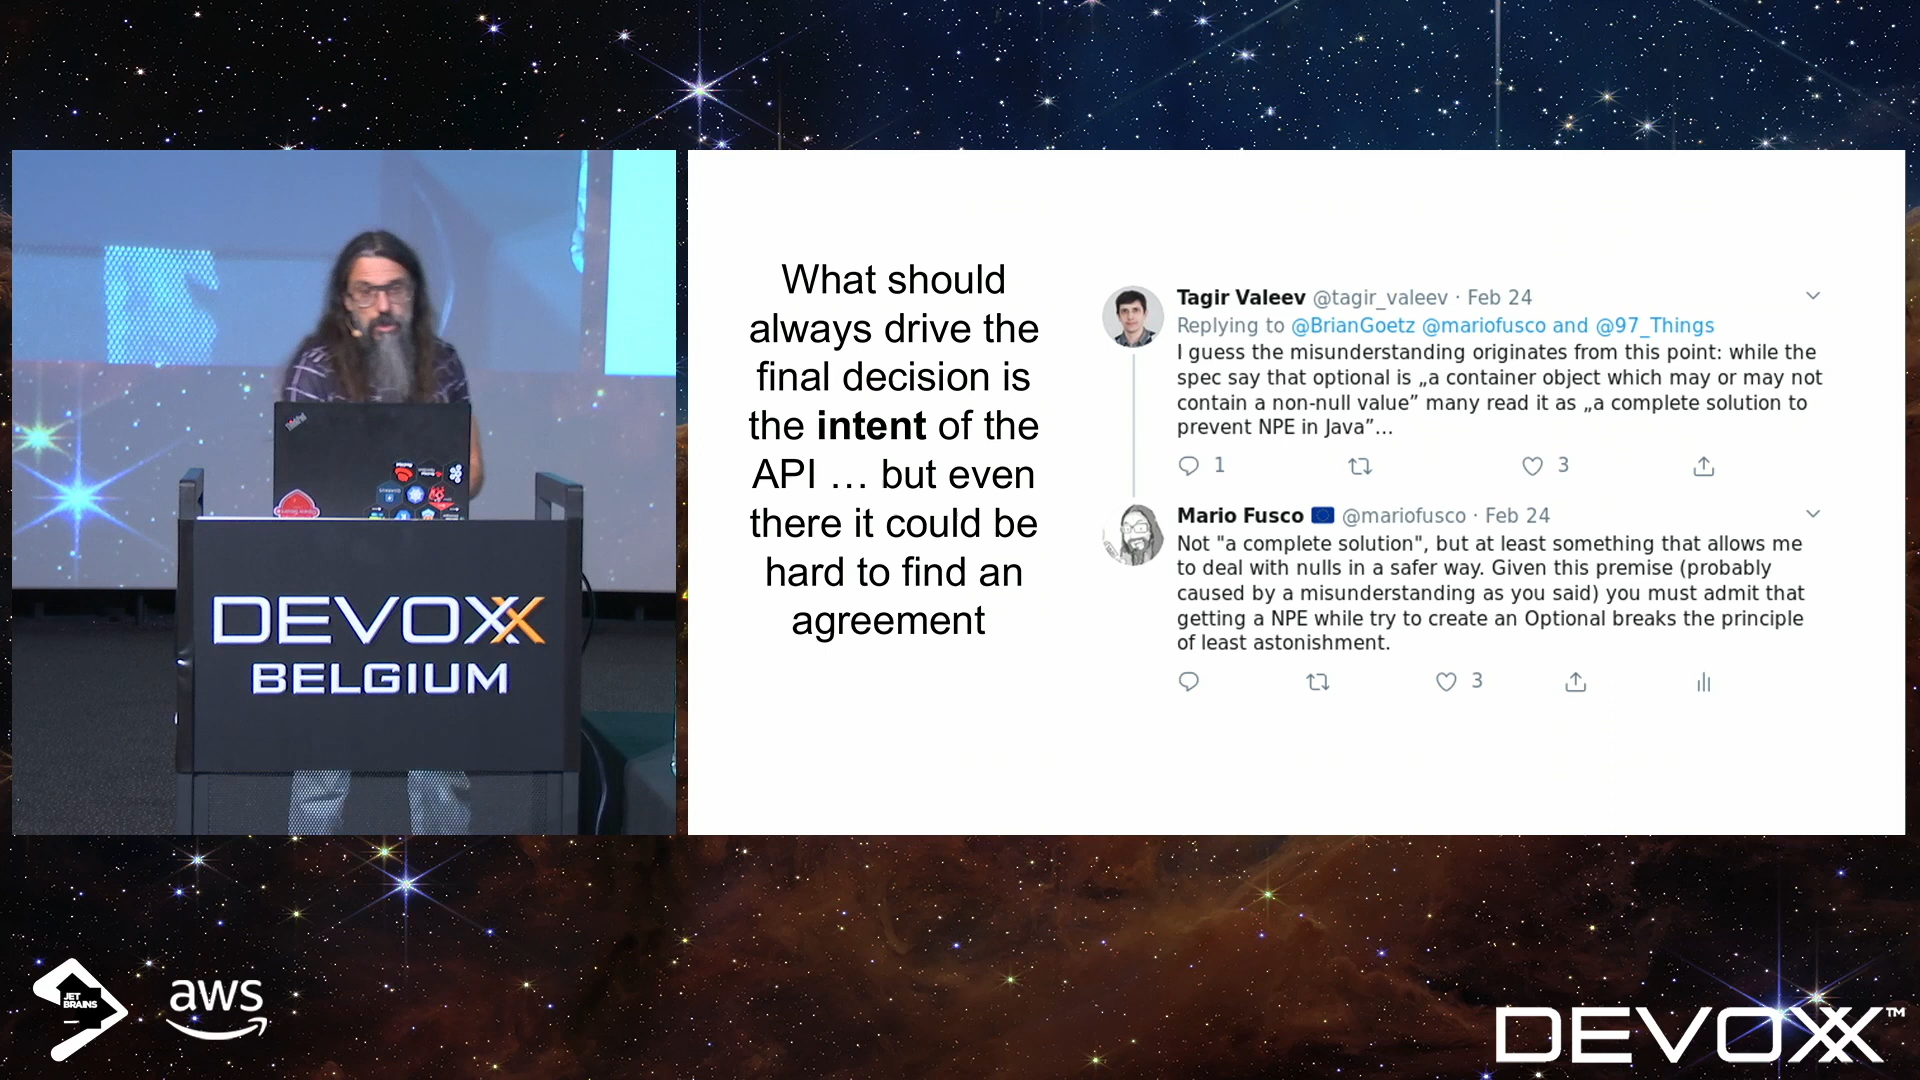 What should
always drive the
final decision is
the intent of the
API … but even
there it could be
hard to find an
agreement
Tagir Valeev @tagir_valeev · Feb 24
Replying to @BrianGoetz @mariofusco and @97_Things
I guess the misunderstanding originates from this point: while the
spec say that optional is „a container object which may or may not
contain a non-null value” many read it as „a complete solution to
prevent NPE in Java”...
1
3
Mario Fusco @mariofusco · Feb 24
Not "a complete solution", but at least something that allows me
to deal with nulls in a safer way. Given this premise (probably
caused by a misunderstanding as you said) you must admit that
getting a NPE while try to create an Optional breaks the principle
of least astonishment.
3
ThinkPad
DEVOXX
BELGIUM
JET
BRAINS
aws
DEVOXX™